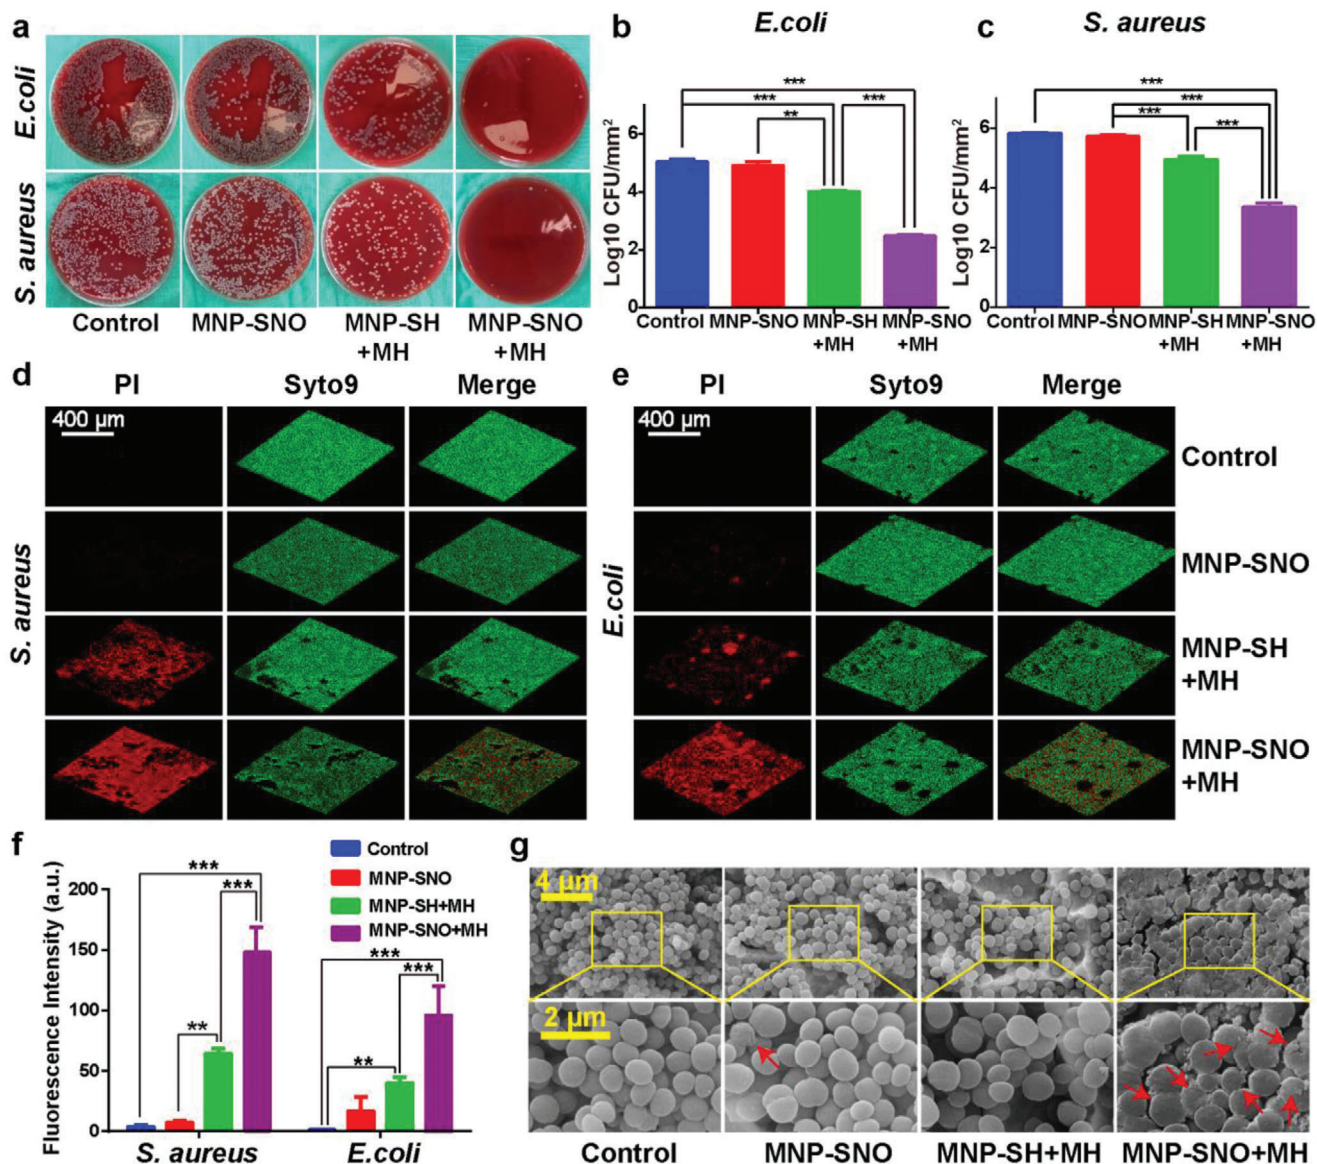 a
E.coli
S. aureus
Control
MNP-SNO
MNP-SH
+MH
MNP-SNO
+MH
b
E.coli
Log10 CFU/mm²
6
4
2
0
***
***
***
**
Control
MNP-SNO
MNP-SH
+MH
MNP-SNO
+MH
c
S. aureus
Log10 CFU/mm²
6
4
2
0
***
***
***
***
Control
MNP-SNO
MNP-SH
+MH
MNP-SNO
+MH
d
PI
Syto9
Merge
400 µm
S. aureus
e
PI
Syto9
Merge
400 µm
E.coli
Control
MNP-SNO
MNP-SH
+MH
MNP-SNO
+MH
f
Fluorescence Intensity (a.u.)
200
150
100
50
0
Control
MNP-SNO
MNP-SH+MH
MNP-SNO+MH
***
***
**
***
***
**
S. aureus
E.coli
g
4 µm
2 µm
Control
MNP-SNO
MNP-SH+MH
MNP-SNO+MH